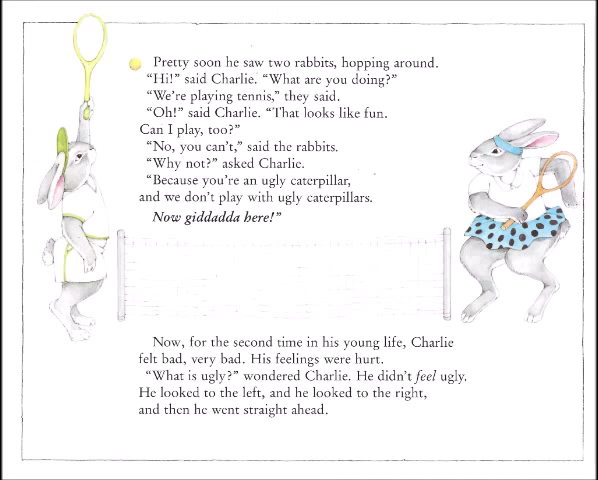 Pretty soon he saw two rabbits, hopping around.
“Hi!” said Charlie. “What are you doing?”
“We’re playing tennis,” they said.
“Oh!” said Charlie. “That looks like fun.
Can I play, too?”
“No, you can’t,” said the rabbits.
“Why not?” asked Charlie.
“Because you’re an ugly caterpillar,
and we don’t play with ugly caterpillars.
Now giddadda here!”
Now, for the second time in his young life, Charlie
felt bad, very bad. His feelings were hurt.
“What is ugly?” wondered Charlie. He didn’t feel ugly.
He looked to the left, and he looked to the right,
and then he went straight ahead.